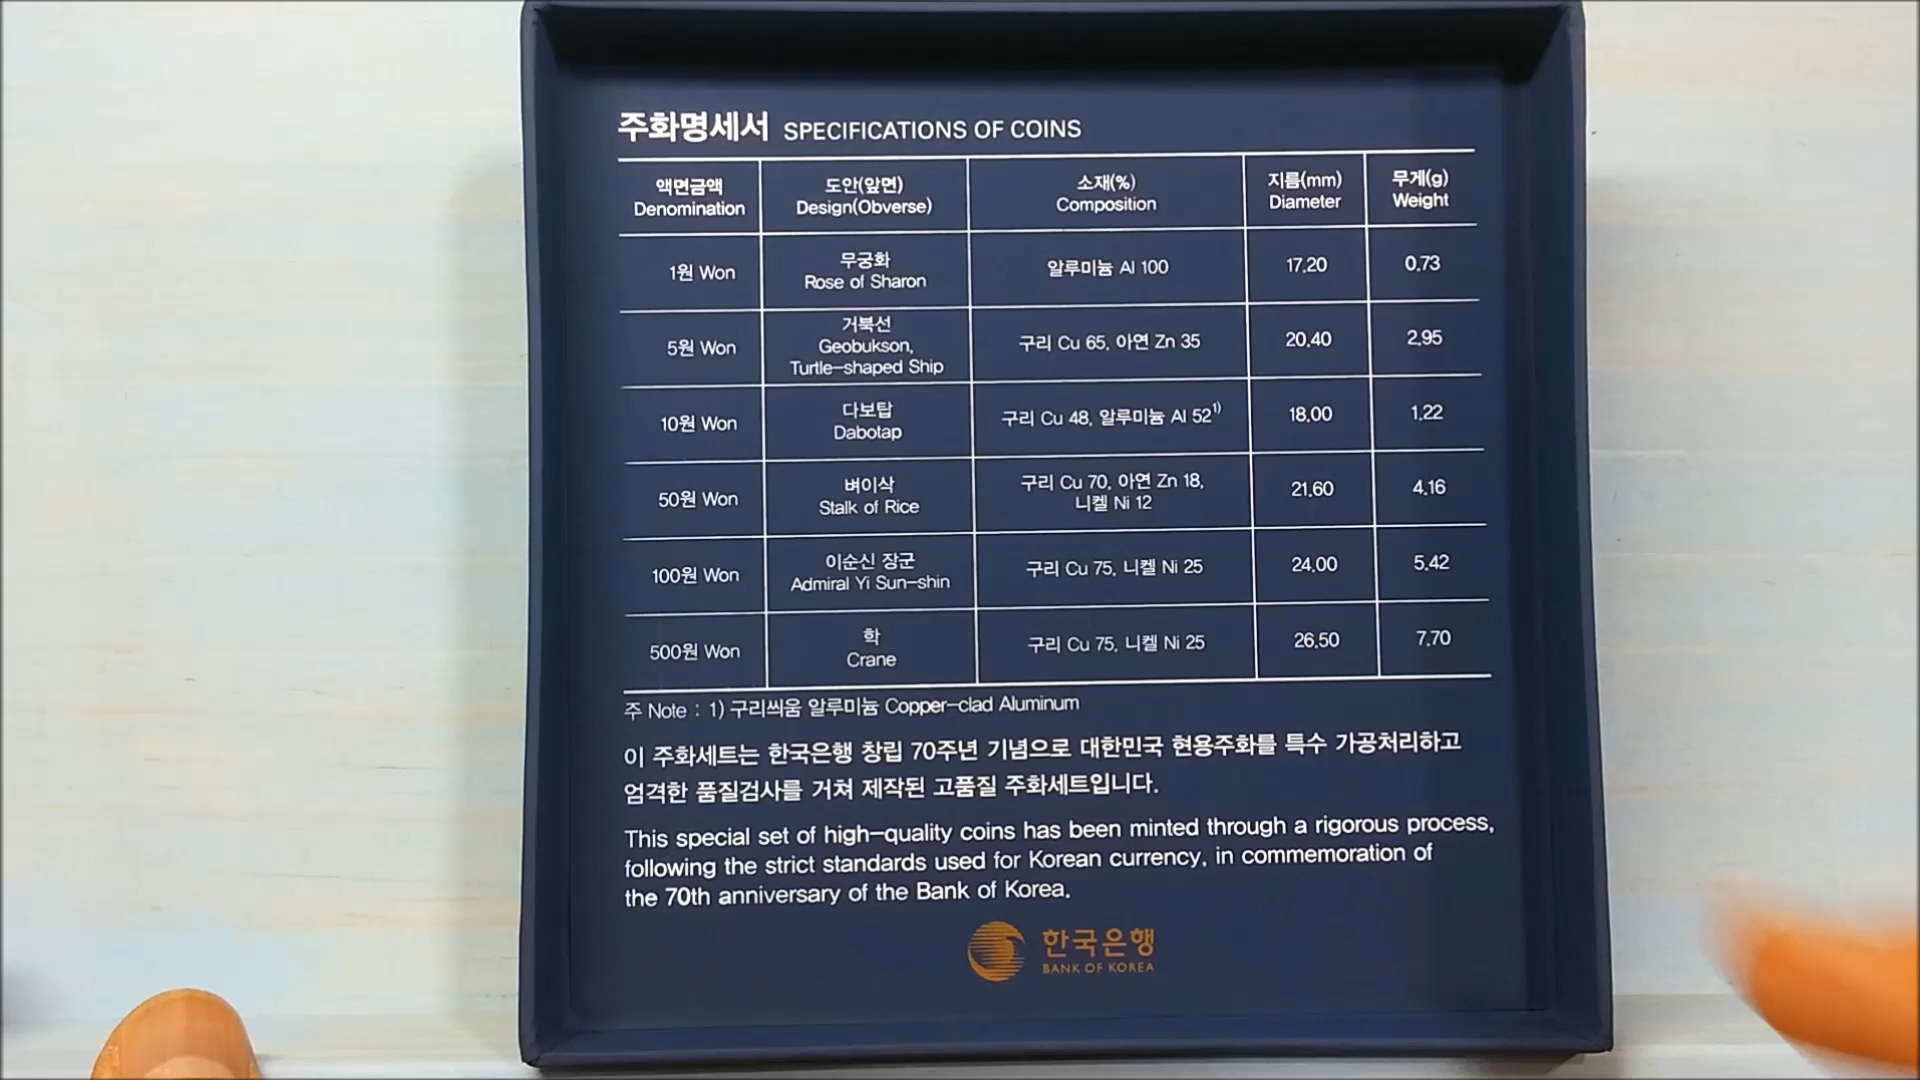 주화명세서 SPECIFICATIONS OF COINS
액면금액 도안(앞면) 소재(%) 지름(mm) 무게(g)
Denomination Design(Obverse) Composition Diameter Weight
1원 Won 무궁화 알루미늄 Al 100 17.20 0.73
Rose of Sharon
5원 Won 거북선 구리 Cu 65, 아연 Zn 35 20.40 2.95
Geobukson,
Turtle-shaped Ship
10원 Won 다보탑 구리 Cu 48, 알루미늄 Al 52¹⁾ 18.00 1.22
Dabotap
50원 Won 벼이삭 구리 Cu 70, 아연 Zn 18, 21.60 4.16
Stalk of Rice 니켈 Ni 12
100원 Won 이순신 장군 구리 Cu 75, 니켈 Ni 25 24.00 5.42
Admiral Yi Sun-shin
500원 Won 학 구리 Cu 75, 니켈 Ni 25 26.50 7.70
Crane
주 Note : 1) 구리씌움 알루미늄 Copper-clad Aluminum
이 주화세트는 한국은행 창립 70주년 기념으로 대한민국 현용주화를 특수 가공처리하고
엄격한 품질검사를 거쳐 제작된 고품질 주화세트입니다.
This special set of high-quality coins has been minted through a rigorous process,
following the strict standards used for Korean currency, in commemoration of
the 70th anniversary of the Bank of Korea.
한국은행
BANK OF KOREA